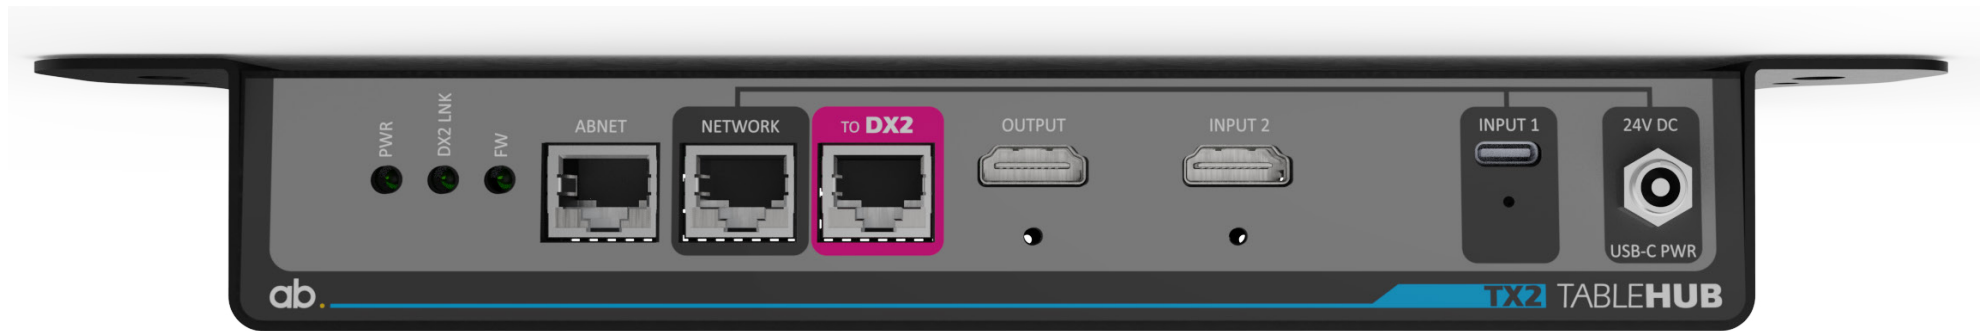 PWR
DX2 LNK
FW
ABNET
NETWORK
TO DX2
OUTPUT
INPUT 2
INPUT 1
24V DC
USB-C PWR
ab.
TX2 TABLEHUB